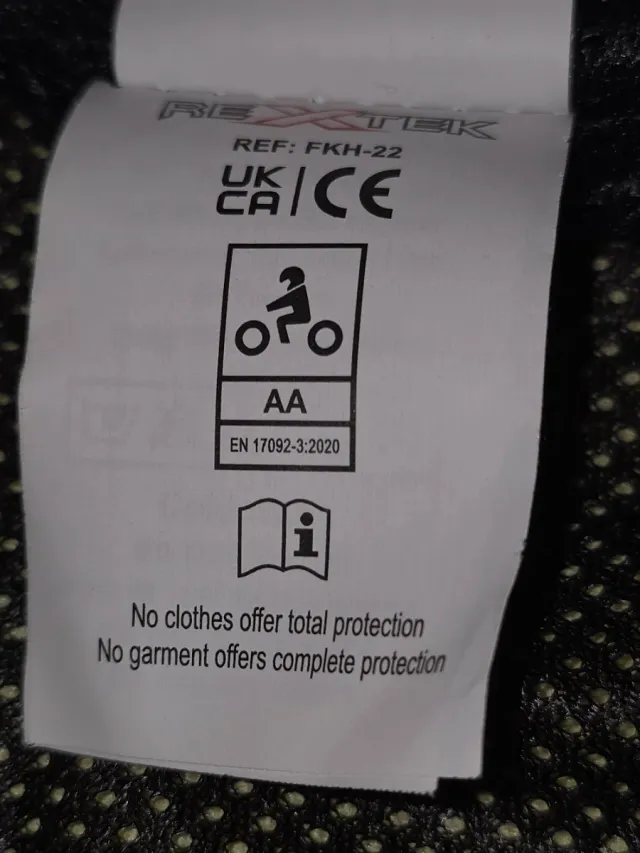 REXTEK
REF: FKH-22
UK
CA
CE
AA
EN 17092-3:2020
i
No clothes offer total protection
No garment offers complete protection